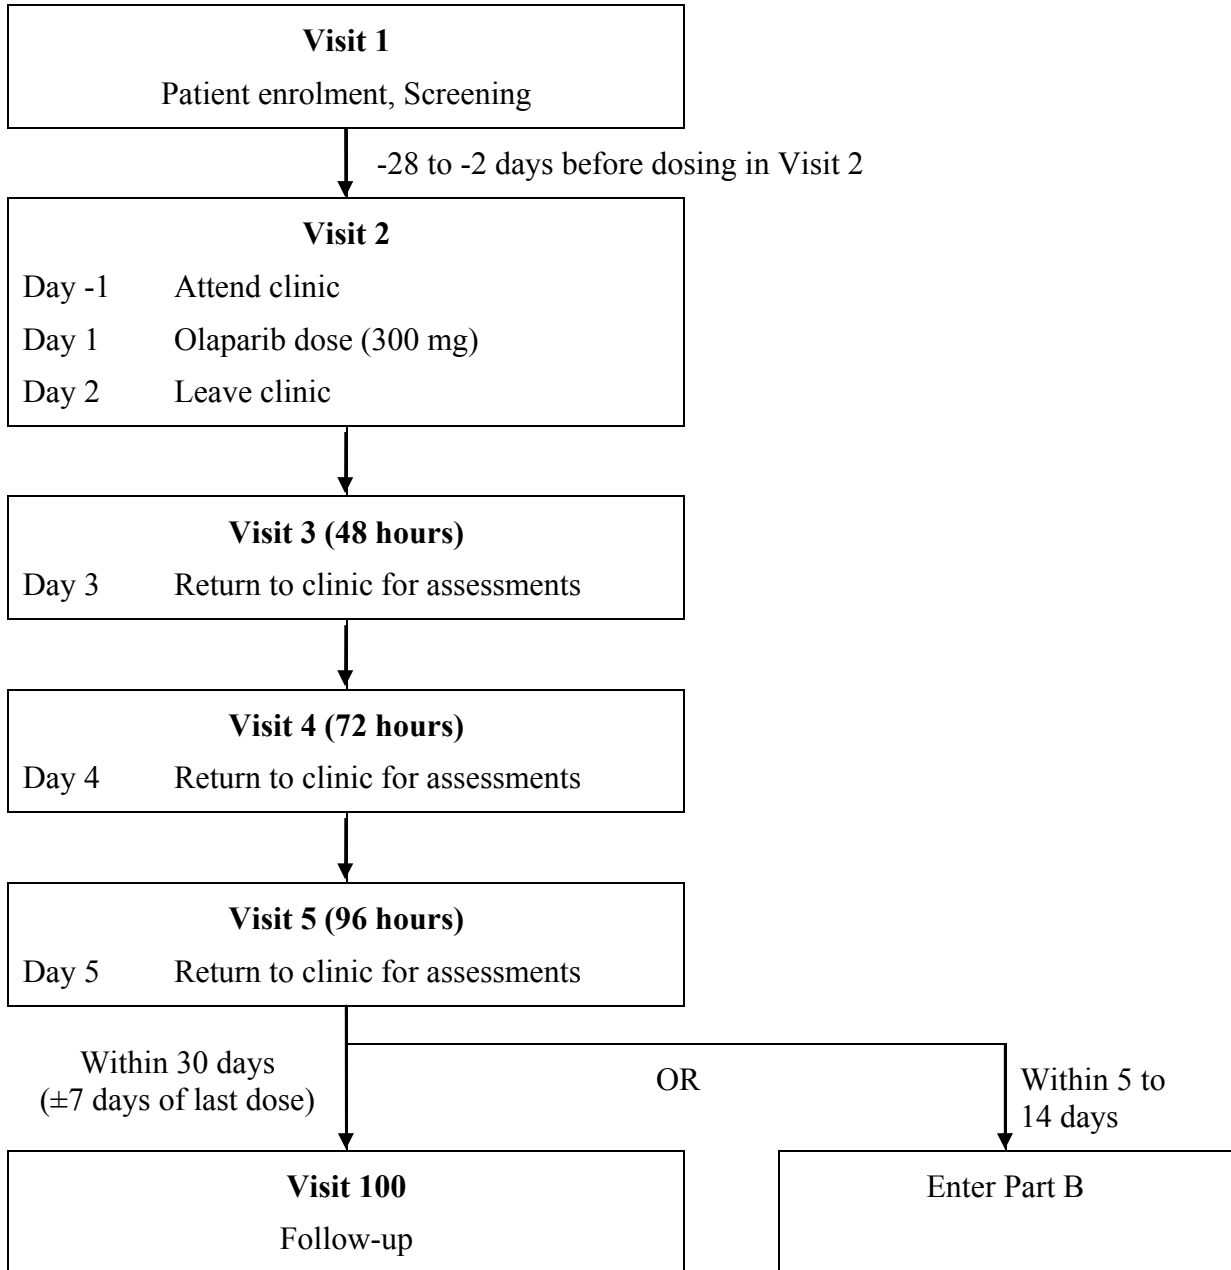 Visit 1
Patient enrolment, Screening
-28 to -2 days before dosing in Visit 2
Visit 2
Day -1 Attend clinic
Day 1 Olaparib dose (300 mg)
Day 2 Leave clinic
Visit 3 (48 hours)
Day 3 Return to clinic for assessments
Visit 4 (72 hours)
Day 4 Return to clinic for assessments
Visit 5 (96 hours)
Day 5 Return to clinic for assessments
Within 30 days
(±7 days of last dose)
OR
Within 5 to
14 days
Visit 100
Follow-up
Enter Part B